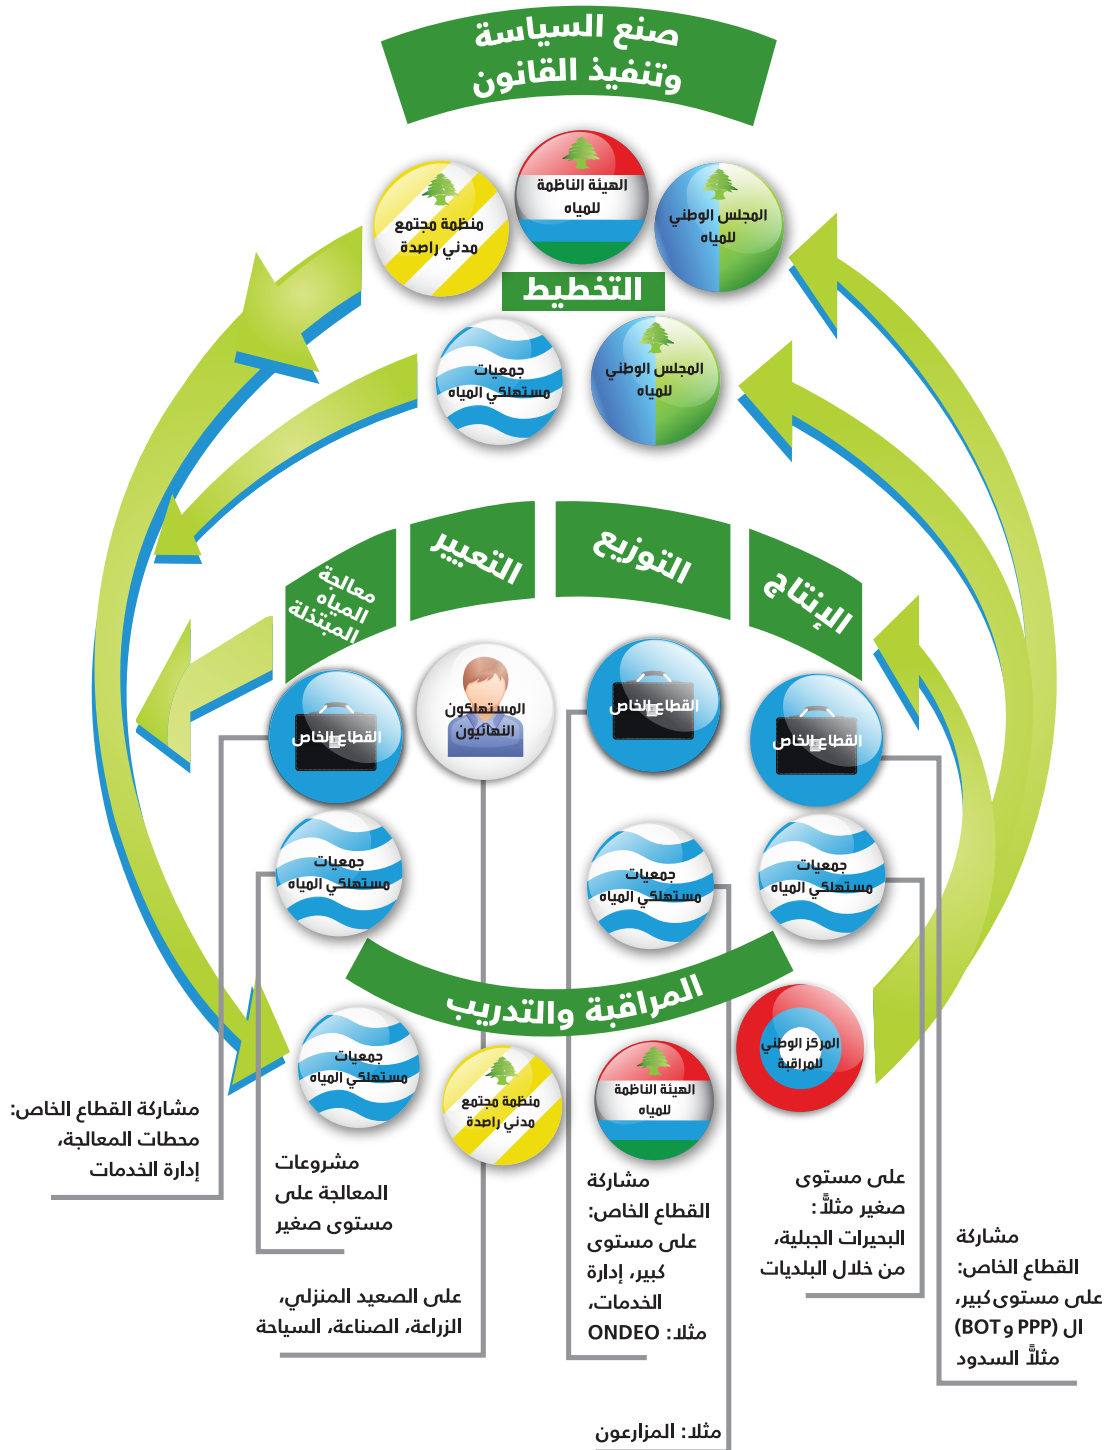 صنع السياسة
وتنفيذ القانون
المجلس الوطني
للمياه
الهيئة الناظمة
للمياه
منظمة مجتمع
مدني راصدة
التخطيط
المجلس الوطني
للمياه
جمعيات
مستهلكي المياه
الإنتاج
التوزيع
التعيير
معالجة
المياه
المبتذلة
القطاع الخاص
القطاع الخاص
المستهلكون
النهائيون
القطاع الخاص
جمعيات
مستهلكي المياه
جمعيات
مستهلكي المياه
جمعيات
مستهلكي المياه
المراقبة والتدريب
المركز الوطني
للمراقبة
الهيئة الناظمة
للمياه
منظمة مجتمع
مدني راصدة
جمعيات
مستهلكي المياه
مشاركة
القطاع الخاص:
على مستوى كبير،
ال (PPP و BOT)
مثلاً السدود
على مستوى
صغير مثلاً:
البحيرات الجبلية،
من خلال البلديات
مشاركة
القطاع الخاص:
على مستوى
كبير، إدارة
الخدمات،
مثلا: ONDEO
مثلا: المزارعون
على الصعيد المنزلي،
الزراعة، الصناعة، السياحة
مشروعات
المعالجة على
مستوى صغير
مشاركة القطاع الخاص:
محطات المعالجة،
إدارة الخدمات